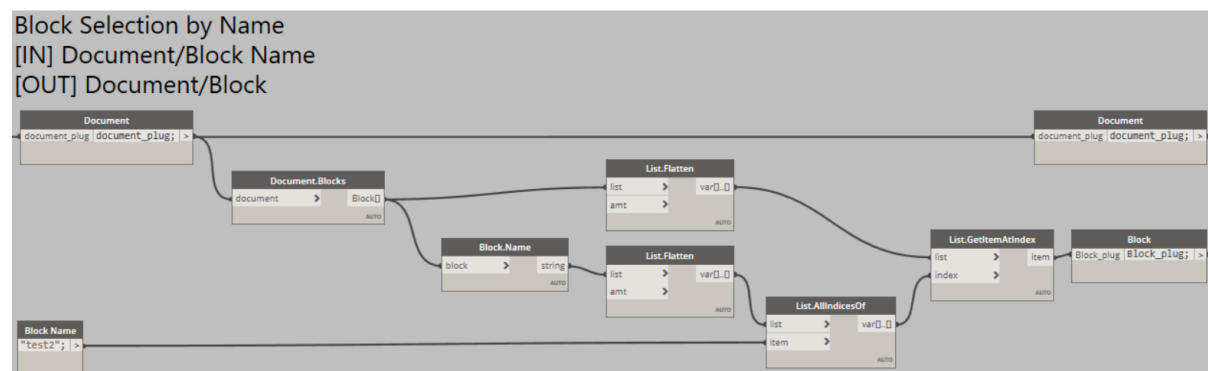 Block Selection by Name
[IN] Document/Block Name
[OUT] Document/Block
Document
document_plug document_plug; >
Document
document_plug document_plug; >
Document.Blocks
document > Block[]
AUTO
List.Flatten
list > var[]..[]
amt >
AUTO
Block.Name
block > string
AUTO
List.Flatten
list > var[]..[]
amt >
AUTO
List.GetItemAtIndex
list > item
index >
AUTO
Block
Block_plug Block_plug; >
List.AllIndicesOf
list > var[]..[]
item >
AUTO
Block Name
"test2"; >